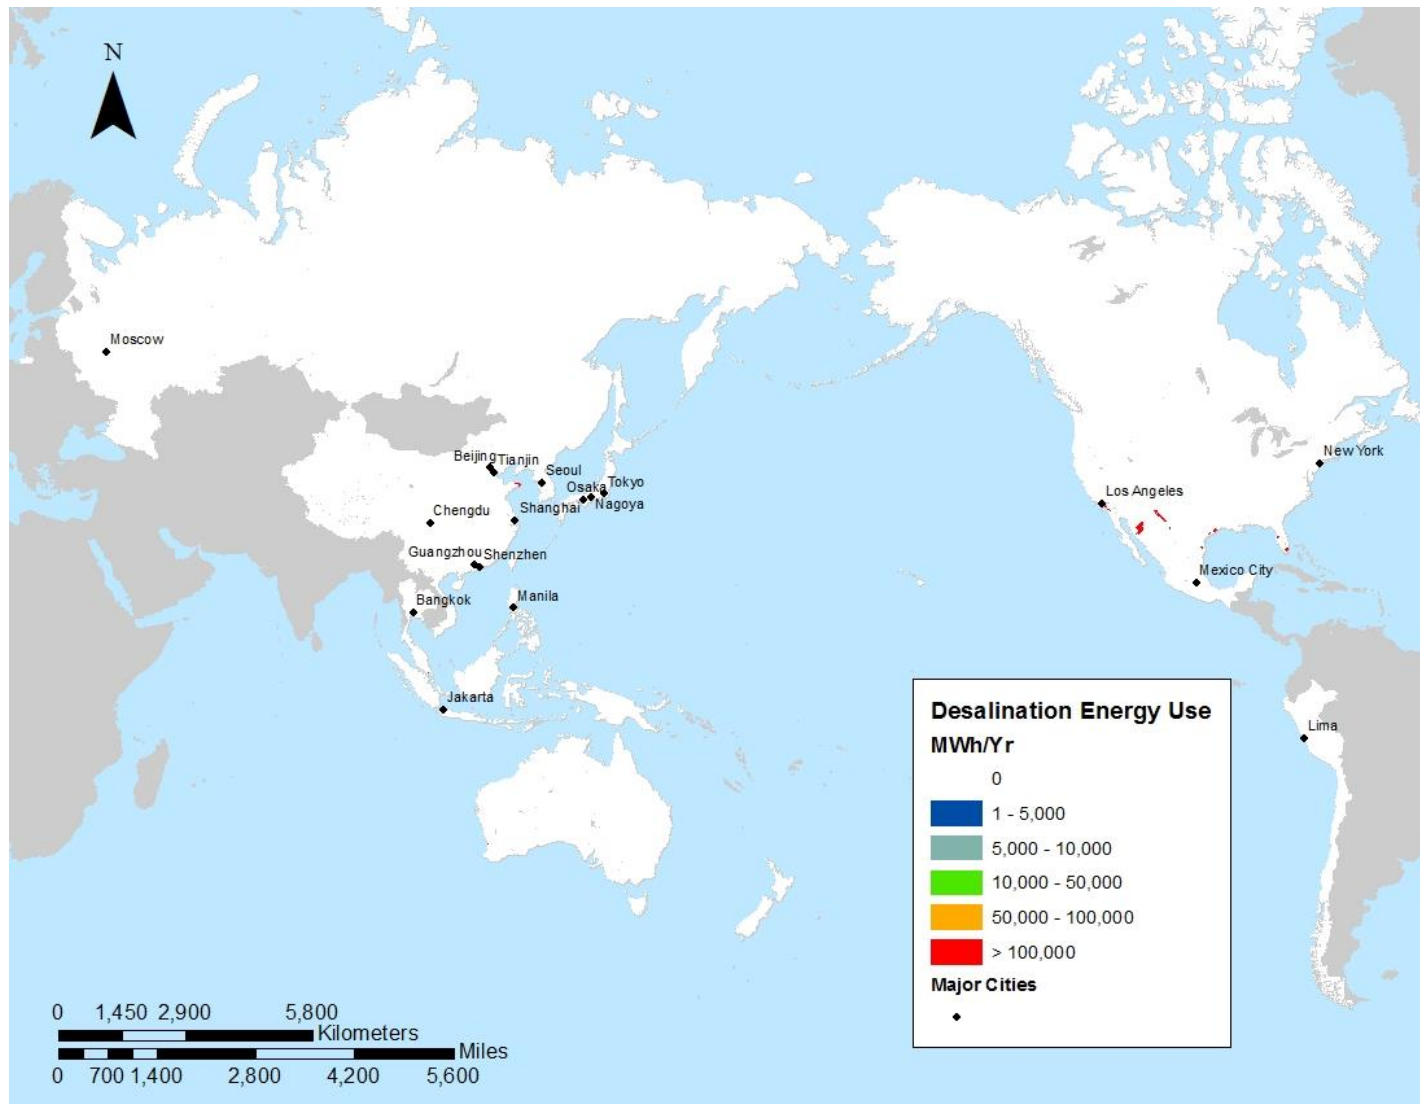 N
Moscow
Beijing
Tianjin
Seoul
Osaka
Tokyo
Nagoya
Chengdu
Shanghai
Guangzhou
Shenzhen
Bangkok
Manila
Jakarta
New York
Los Angeles
Mexico City
Lima
Desalination Energy Use
MWh/Yr
0
1 - 5,000
5,000 - 10,000
10,000 - 50,000
50,000 - 100,000
> 100,000
Major Cities
0 1,450 2,900 5,800
Kilometers
Miles
0 700 1,400 2,800 4,200 5,600